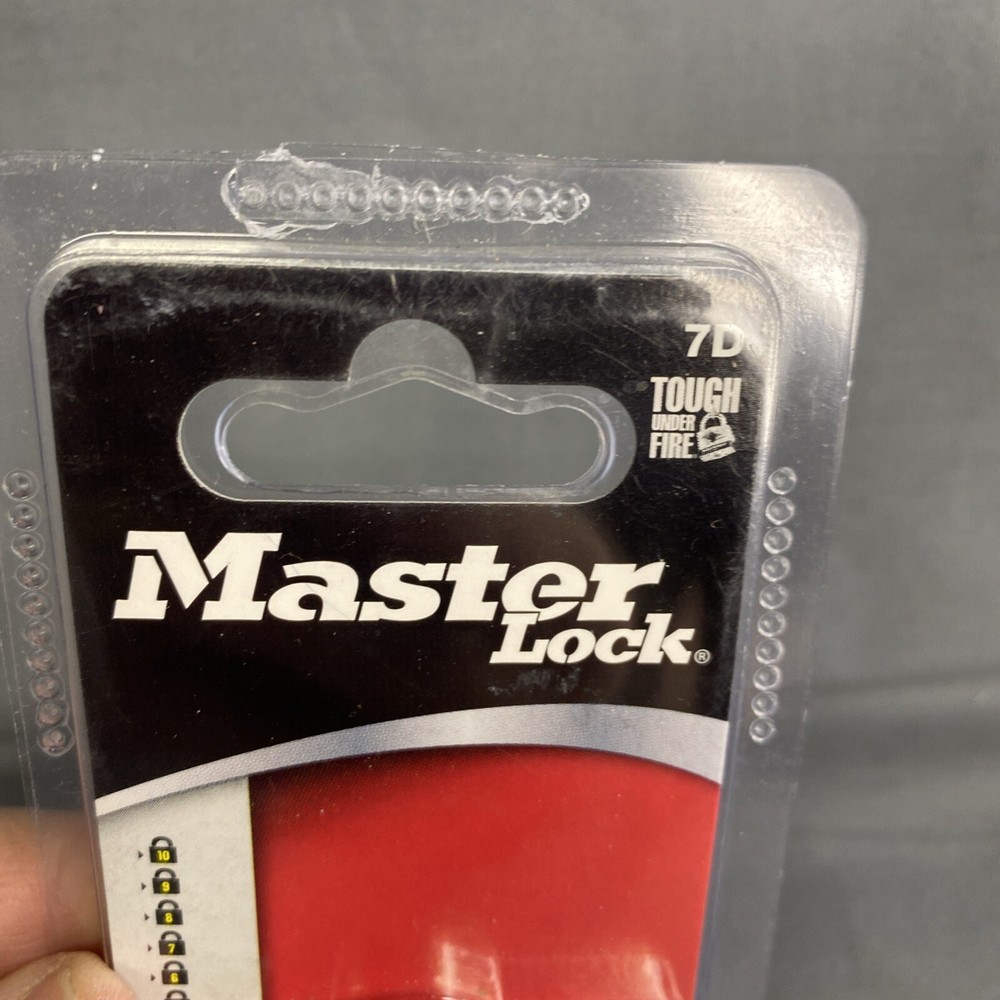 7D
TOUGH
UNDER
FIRE
Master
Lock®
10
9
8
7
6